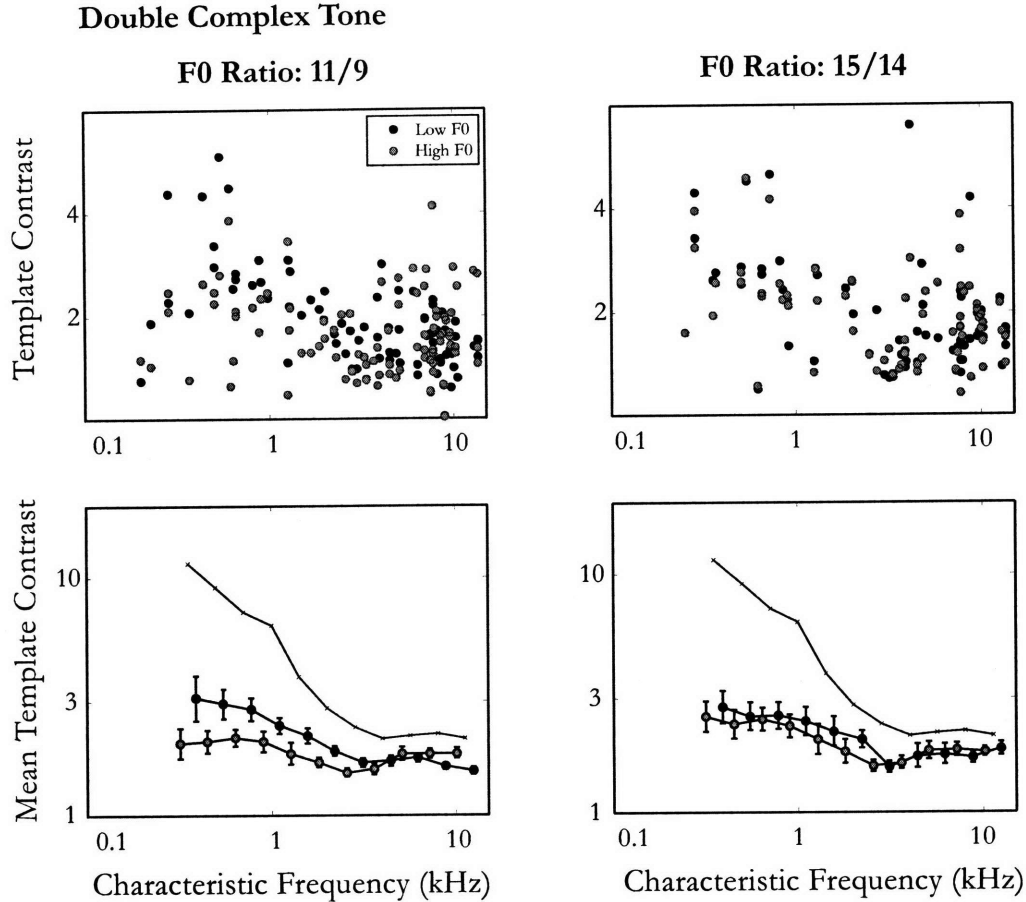 Double Complex Tone
F0 Ratio: 11/9
F0 Ratio: 15/14
Template Contrast
Low F0
High F0
4
2
0.1 1 10
4
2
0.1 1 10
Mean Template Contrast
10
3
1
0.1 1 10
Characteristic Frequency (kHz)
10
3
1
0.1 1 10
Characteristic Frequency (kHz)